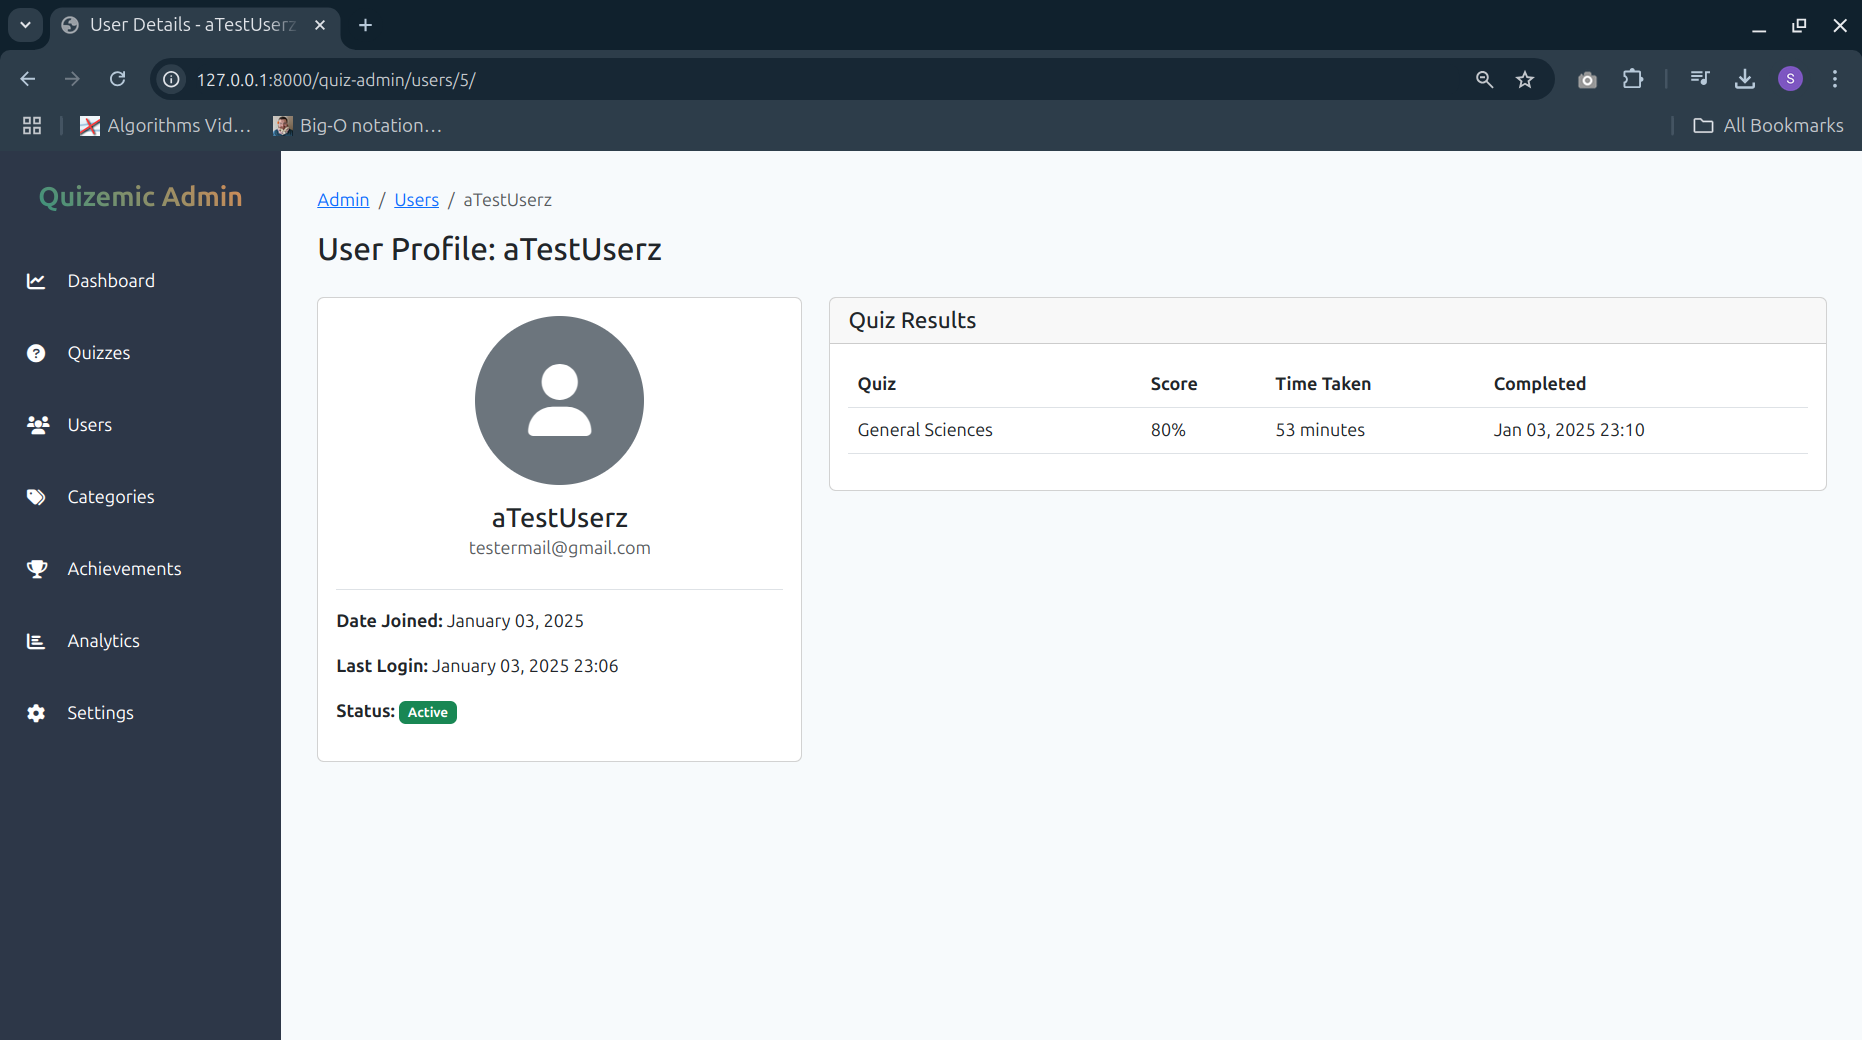 User Details - aTestUserz
127.0.0.1:8000/quiz-admin/users/5/
S
Algorithms Vid...
Big-O notation...
All Bookmarks
Quizemic Admin
Dashboard
Quizzes
Users
Categories
Achievements
Analytics
Settings
Admin / Users / aTestUserz
User Profile: aTestUserz
aTestUserz
testermail@gmail.com
Date Joined: January 03, 2025
Last Login: January 03, 2025 23:06
Status: Active
Quiz Results
Quiz Score Time Taken Completed
General Sciences 80% 53 minutes Jan 03, 2025 23:10